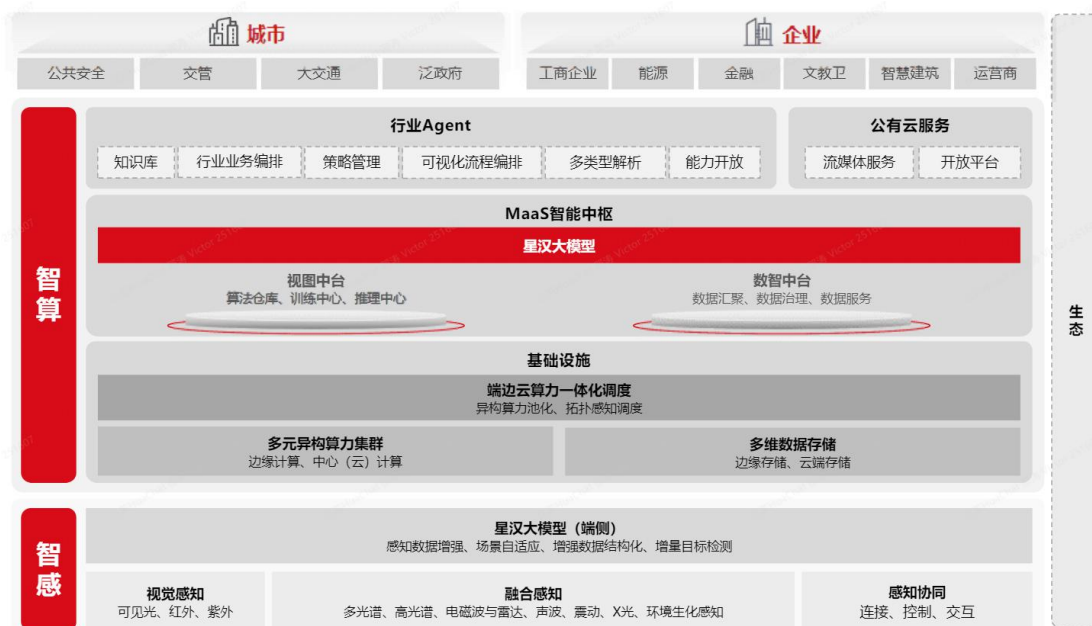 城市
企业
公共安全
交管
大交通
泛政府
工商企业
能源
金融
文教卫
智慧建筑
运营商
智算
行业Agent
知识库
行业业务编排
策略管理
可视化流程编排
多类型解析
能力开放
公有云服务
流媒体服务
开放平台
MaaS智能中枢
星汉大模型
视图中台
算法仓库、训练中心、推理中心
数智中台
数据汇聚、数据治理、数据服务
基础设施
端边云算力一体化调度
异构算力池化、拓扑感知调度
多元异构算力集群
边缘计算、中心（云）计算
多维数据存储
边缘存储、云端存储
智感
星汉大模型（端侧）
感知数据增强、场景自适应、增强数据结构化、增量目标检测
视觉感知
可见光、红外、紫外
融合感知
多光谱、高光谱、电磁波与雷达、声波、震动、X光、环境生化感知
感知协同
连接、控制、交互
生态